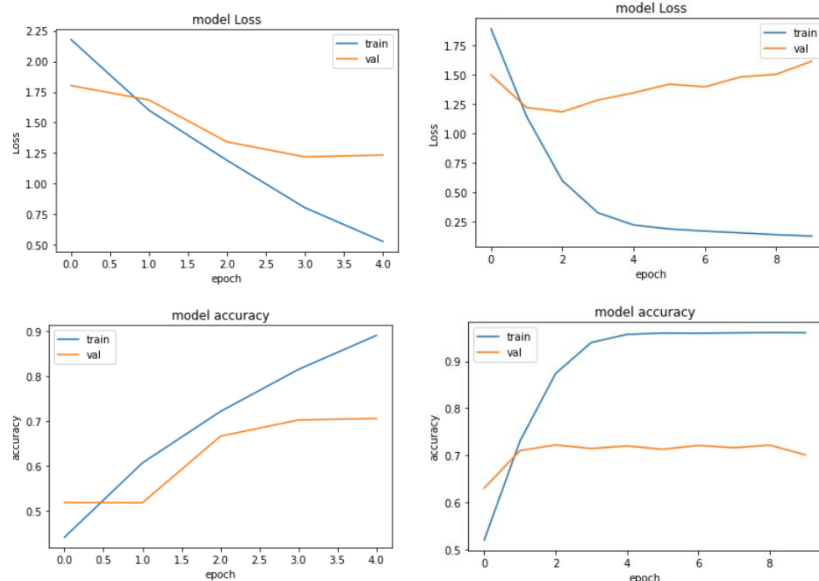 model Loss
2.25
2.00
1.75
1.50
1.25
1.00
0.75
0.50
Loss
train
val
0.0 0.5 1.0 1.5 2.0 2.5 3.0 3.5 4.0
epoch
model Loss
1.75
1.50
1.25
1.00
0.75
0.50
0.25
Loss
train
val
0 2 4 6 8
epoch
model accuracy
0.9
0.8
0.7
0.6
0.5
accuracy
train
val
0.0 0.5 1.0 1.5 2.0 2.5 3.0 3.5 4.0
epoch
model accuracy
0.9
0.8
0.7
0.6
0.5
accuracy
train
val
0 2 4 6 8
epoch